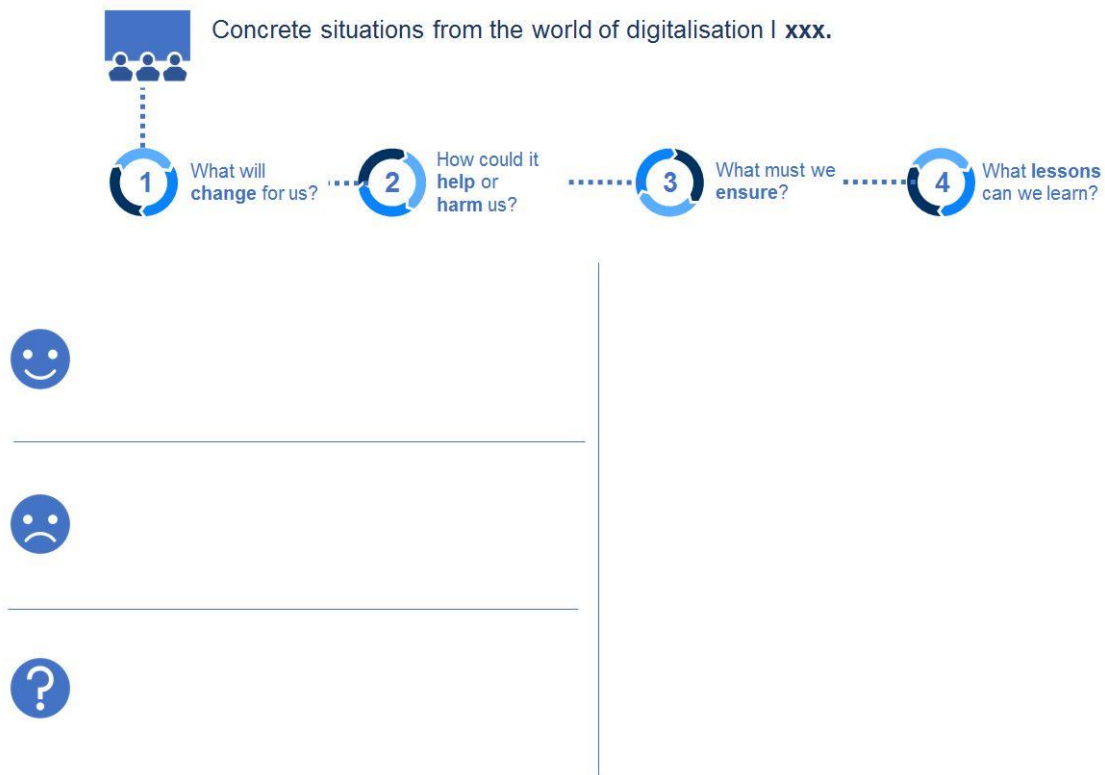 Concrete situations from the world of digitalisation I xxx.
1
What will
change for us?
2
How could it
help or
harm us?
3
What must we
ensure?
4
What lessons
can we learn?
?